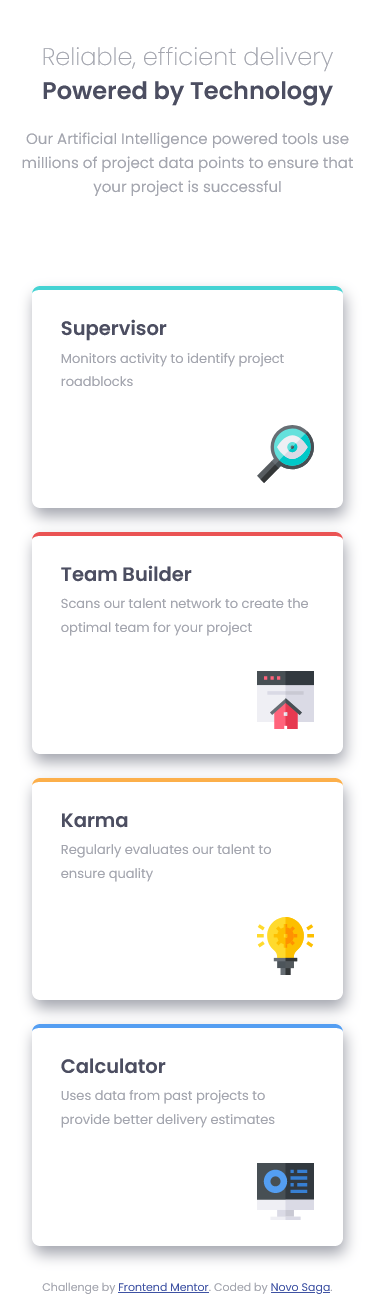 Reliable, efficient delivery
Powered by Technology
Our Artificial Intelligence powered tools use
millions of project data points to ensure that
your project is successful
Supervisor
Monitors activity to identify project
roadblocks
Team Builder
Scans our talent network to create the
optimal team for your project
Karma
Regularly evaluates our talent to
ensure quality
Calculator
Uses data from past projects to
provide better delivery estimates
Challenge by Frontend Mentor. Coded by Novo Saga.